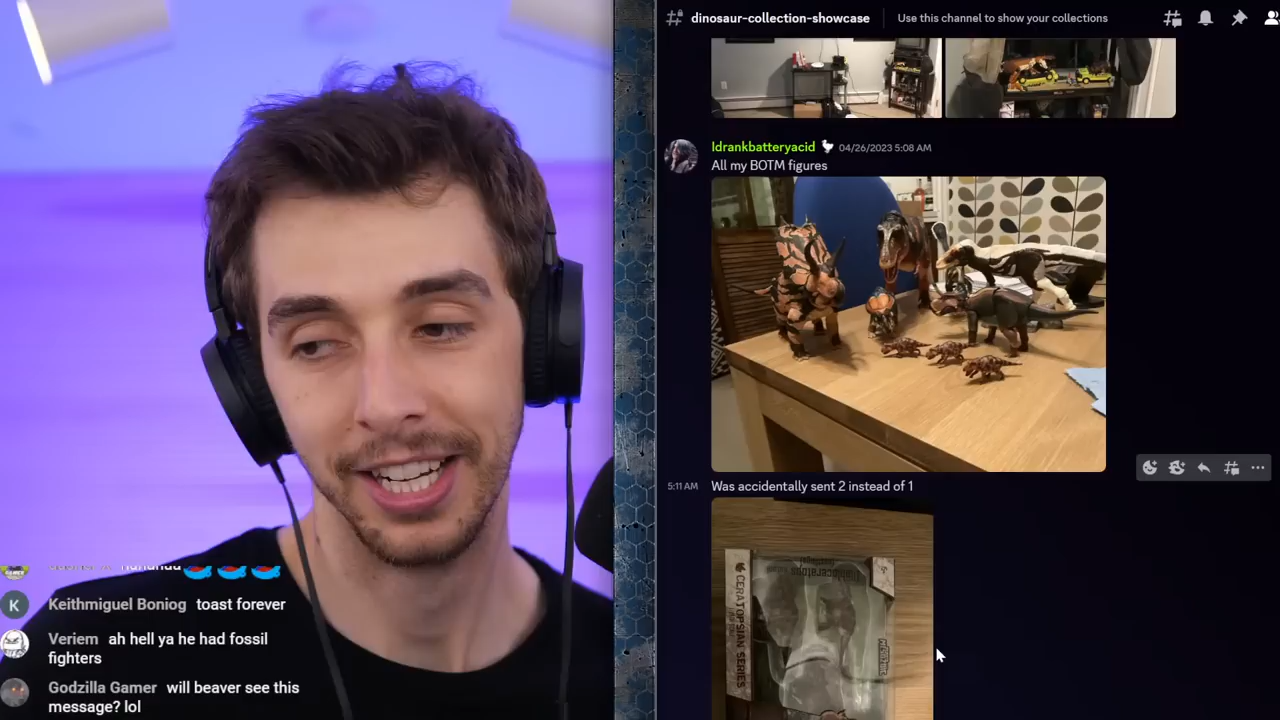 dinosaur-collection-showcase
Use this channel to show your collections
Idrankbatteryacid
04/26/2023 5:08 AM
All my BOTM figures
5:11 AM
Was accidentally sent 2 instead of 1
CERATOPSIAN SERIES
K
Keithmiguel Boniog toast forever
Veriem ah hell ya he had fossil
fighters
Godzilla Gamer will beaver see this
message? lol